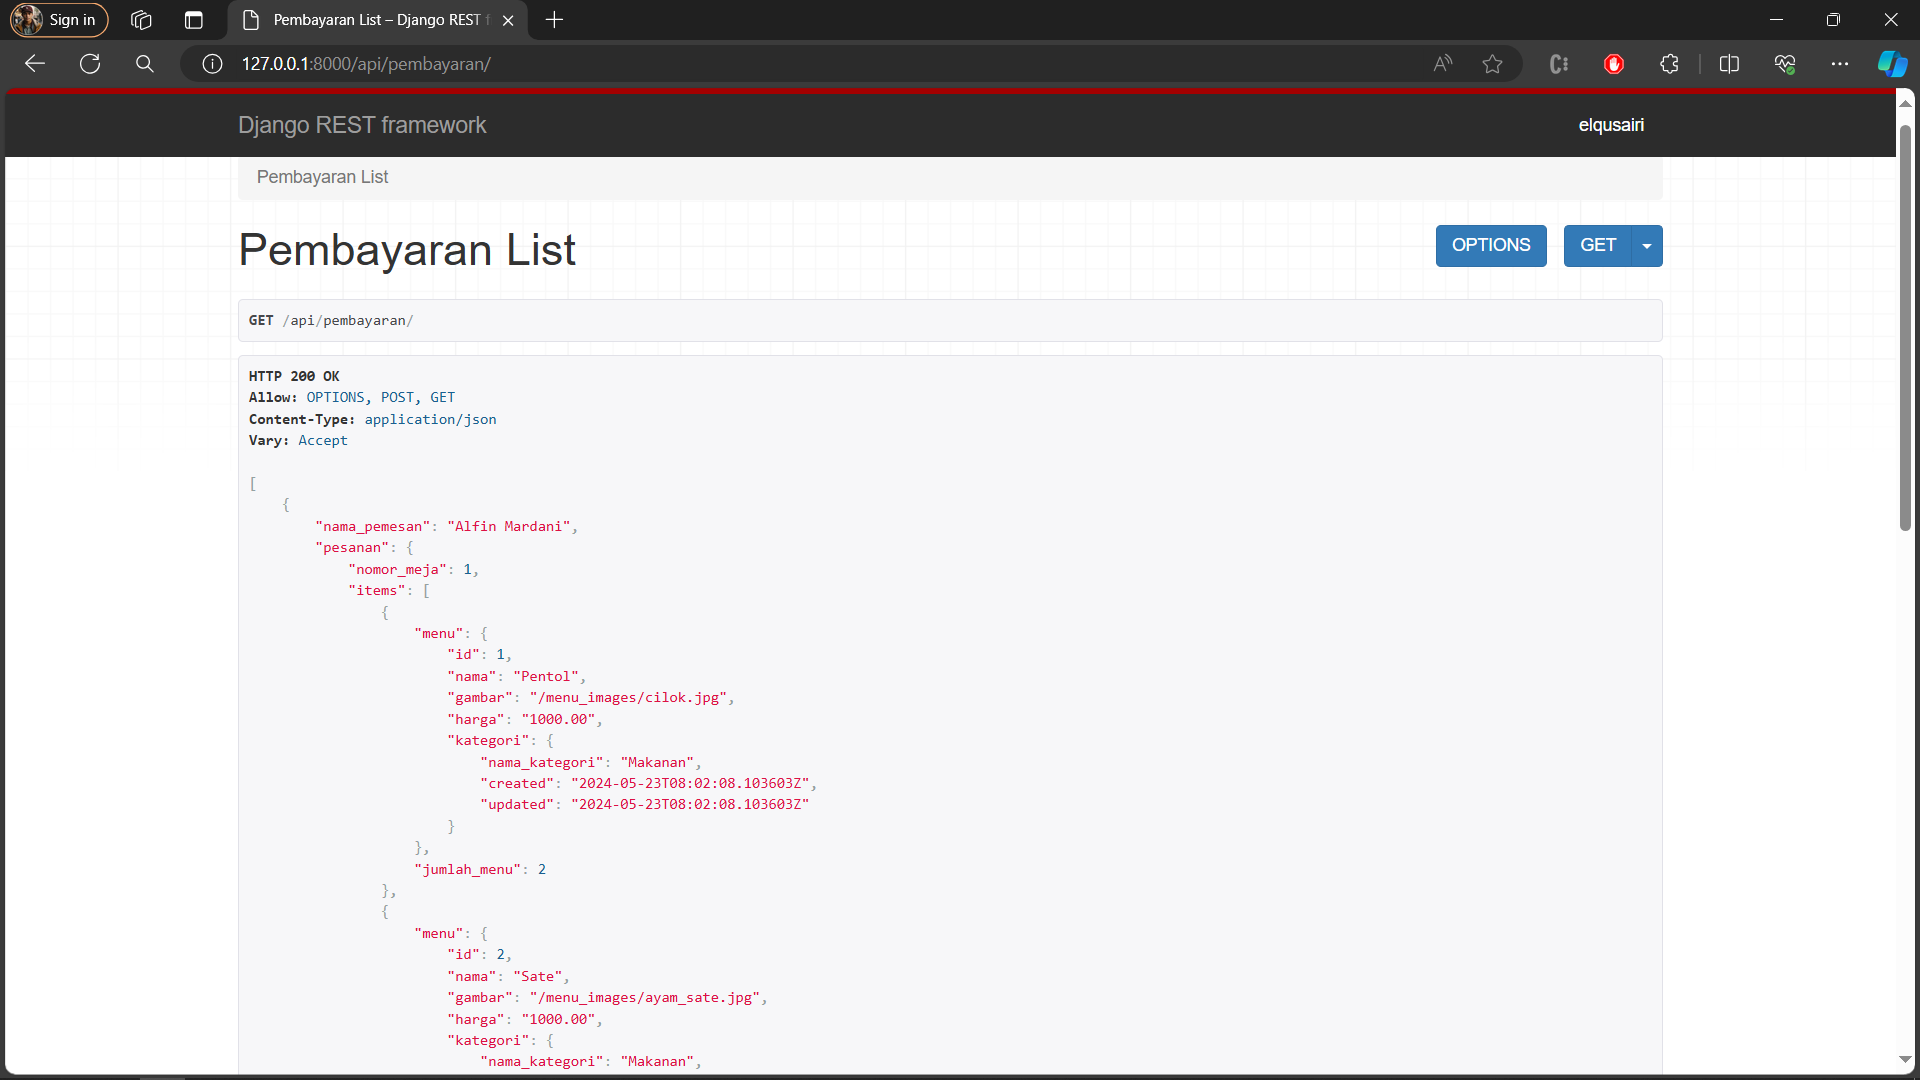 Sign in
Pembayaran List – Django REST f
127.0.0.1:8000/api/pembayaran/
Django REST framework
elqusairi
Pembayaran List
Pembayaran List
OPTIONS
GET
GET /api/pembayaran/
HTTP 200 OK
Allow: OPTIONS, POST, GET
Content-Type: application/json
Vary: Accept
[
{
"nama_pemesan": "Alfin Mardani",
"pesanan": {
"nomor_meja": 1,
"items": [
{
"menu": {
"id": 1,
"nama": "Pentol",
"gambar": "/menu_images/cilok.jpg",
"harga": "1000.00",
"kategori": {
"nama_kategori": "Makanan",
"created": "2024-05-23T08:02:08.103603Z",
"updated": "2024-05-23T08:02:08.103603Z"
}
},
"jumlah_menu": 2
},
{
"menu": {
"id": 2,
"nama": "Sate",
"gambar": "/menu_images/ayam_sate.jpg",
"harga": "1000.00",
"kategori": {
"nama_kategori": "Makanan",